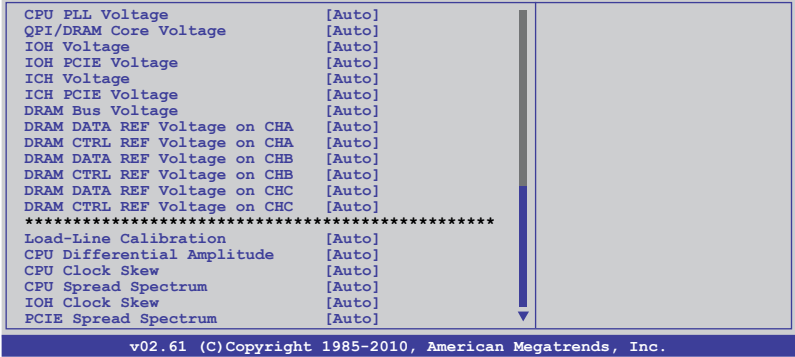 CPU PLL Voltage [Auto]
QPI/DRAM Core Voltage [Auto]
IOH Voltage [Auto]
IOH PCIE Voltage [Auto]
ICH Voltage [Auto]
ICH PCIE Voltage [Auto]
DRAM Bus Voltage [Auto]
DRAM DATA REF Voltage on CHA [Auto]
DRAM CTRL REF Voltage on CHA [Auto]
DRAM DATA REF Voltage on CHB [Auto]
DRAM CTRL REF Voltage on CHB [Auto]
DRAM DATA REF Voltage on CHC [Auto]
DRAM CTRL REF Voltage on CHC [Auto]
*************************************************
Load-Line Calibration [Auto]
CPU Differential Amplitude [Auto]
CPU Clock Skew [Auto]
CPU Spread Spectrum [Auto]
IOH Clock Skew [Auto]
PCIE Spread Spectrum [Auto]
v02.61 (C)Copyright 1985-2010, American Megatrends, Inc.